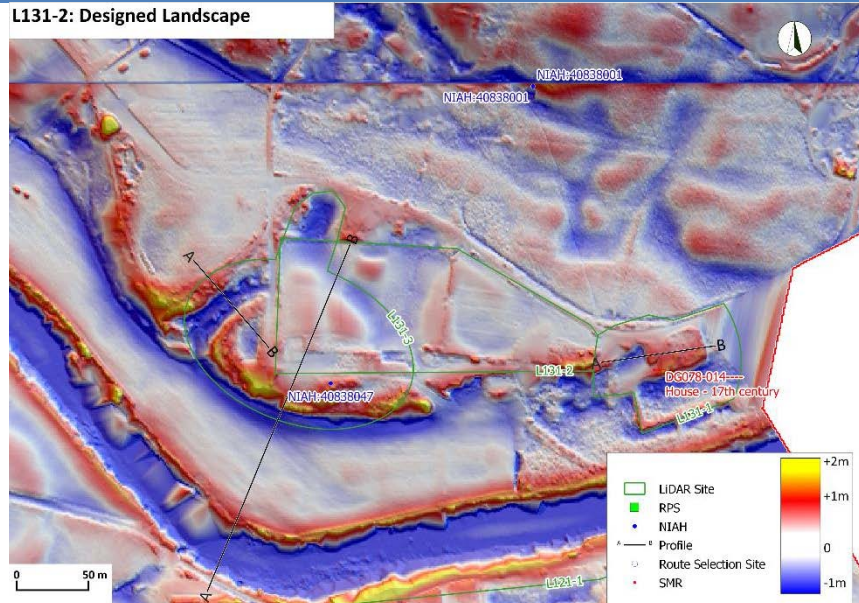 L131-2: Designed Landscape
NIAH:40838001
NIAH:40838001
A
B
L131-3
A
B
NIAH:40838047
L131-2
A
B
DG078-014----
House - 17th century
L131-1
A
L121-1
0 50 m
LiDAR Site
RPS
NIAH
A B Profile
Route Selection Site
SMR
+2m
+1m
0
-1m